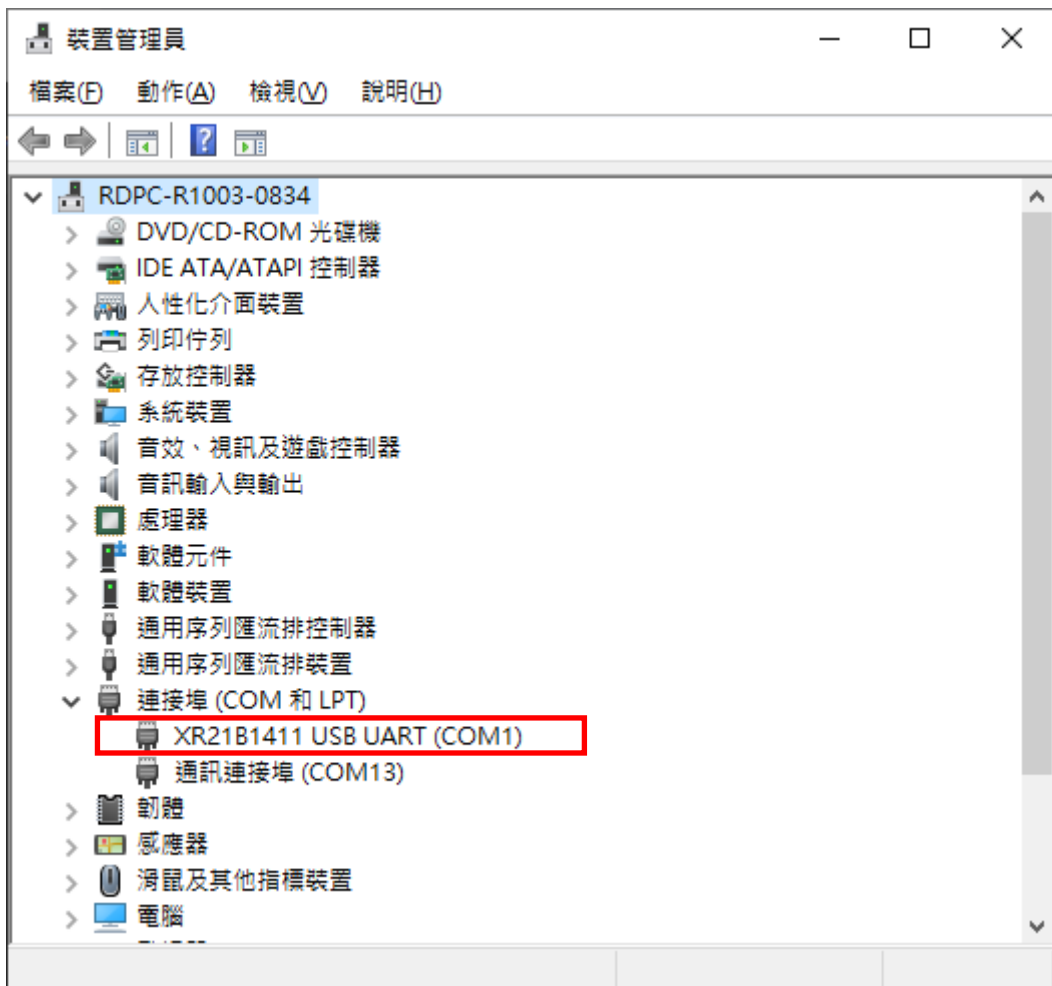 裝置管理員
檔案(F) 動作(A) 檢視(V) 說明(H)
RDPC-R1003-0834
DVD/CD-ROM 光碟機
IDE ATA/ATAPI 控制器
人性化介面裝置
列印佇列
存放控制器
系統裝置
音效、視訊及遊戲控制器
音訊輸入與輸出
處理器
軟體元件
軟體裝置
通用序列匯流排控制器
通用序列匯流排裝置
連接埠 (COM 和 LPT)
XR21B1411 USB UART (COM1)
通訊連接埠 (COM13)
韌體
感應器
滑鼠及其他指標裝置
電腦